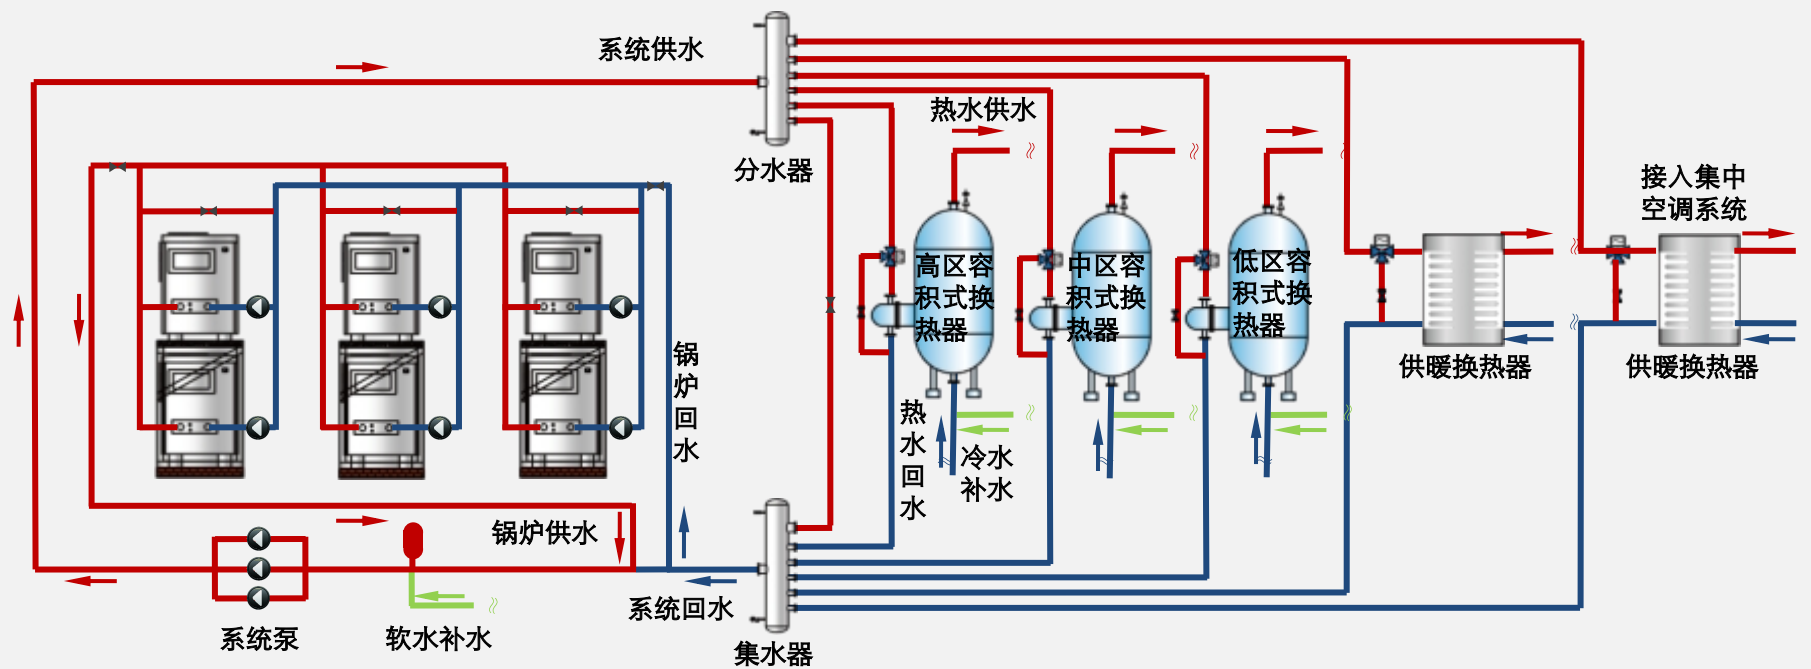 系统供水
分水器
热水供水
接入集中
空调系统
高区容
积式换
热器
中区容
积式换
热器
低区容
积式换
热器
供暖换热器
供暖换热器
锅
炉
回
水
热
水
回
水
冷水
补水
锅炉供水
系统回水
系统泵
软水补水
集水器